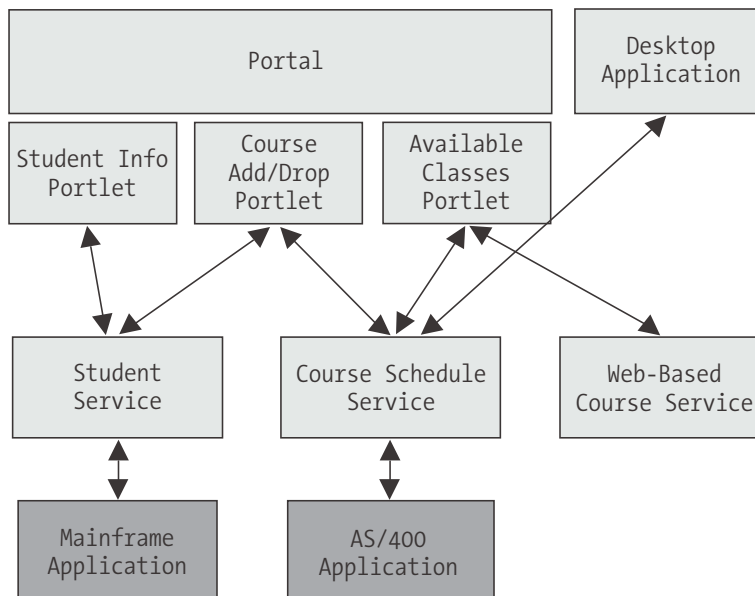 Portal
Desktop
Application
Student Info
Portlet
Course
Add/Drop
Portlet
Available
Classes
Portlet
Student
Service
Course Schedule
Service
Web-Based
Course Service
Mainframe
Application
AS/400
Application